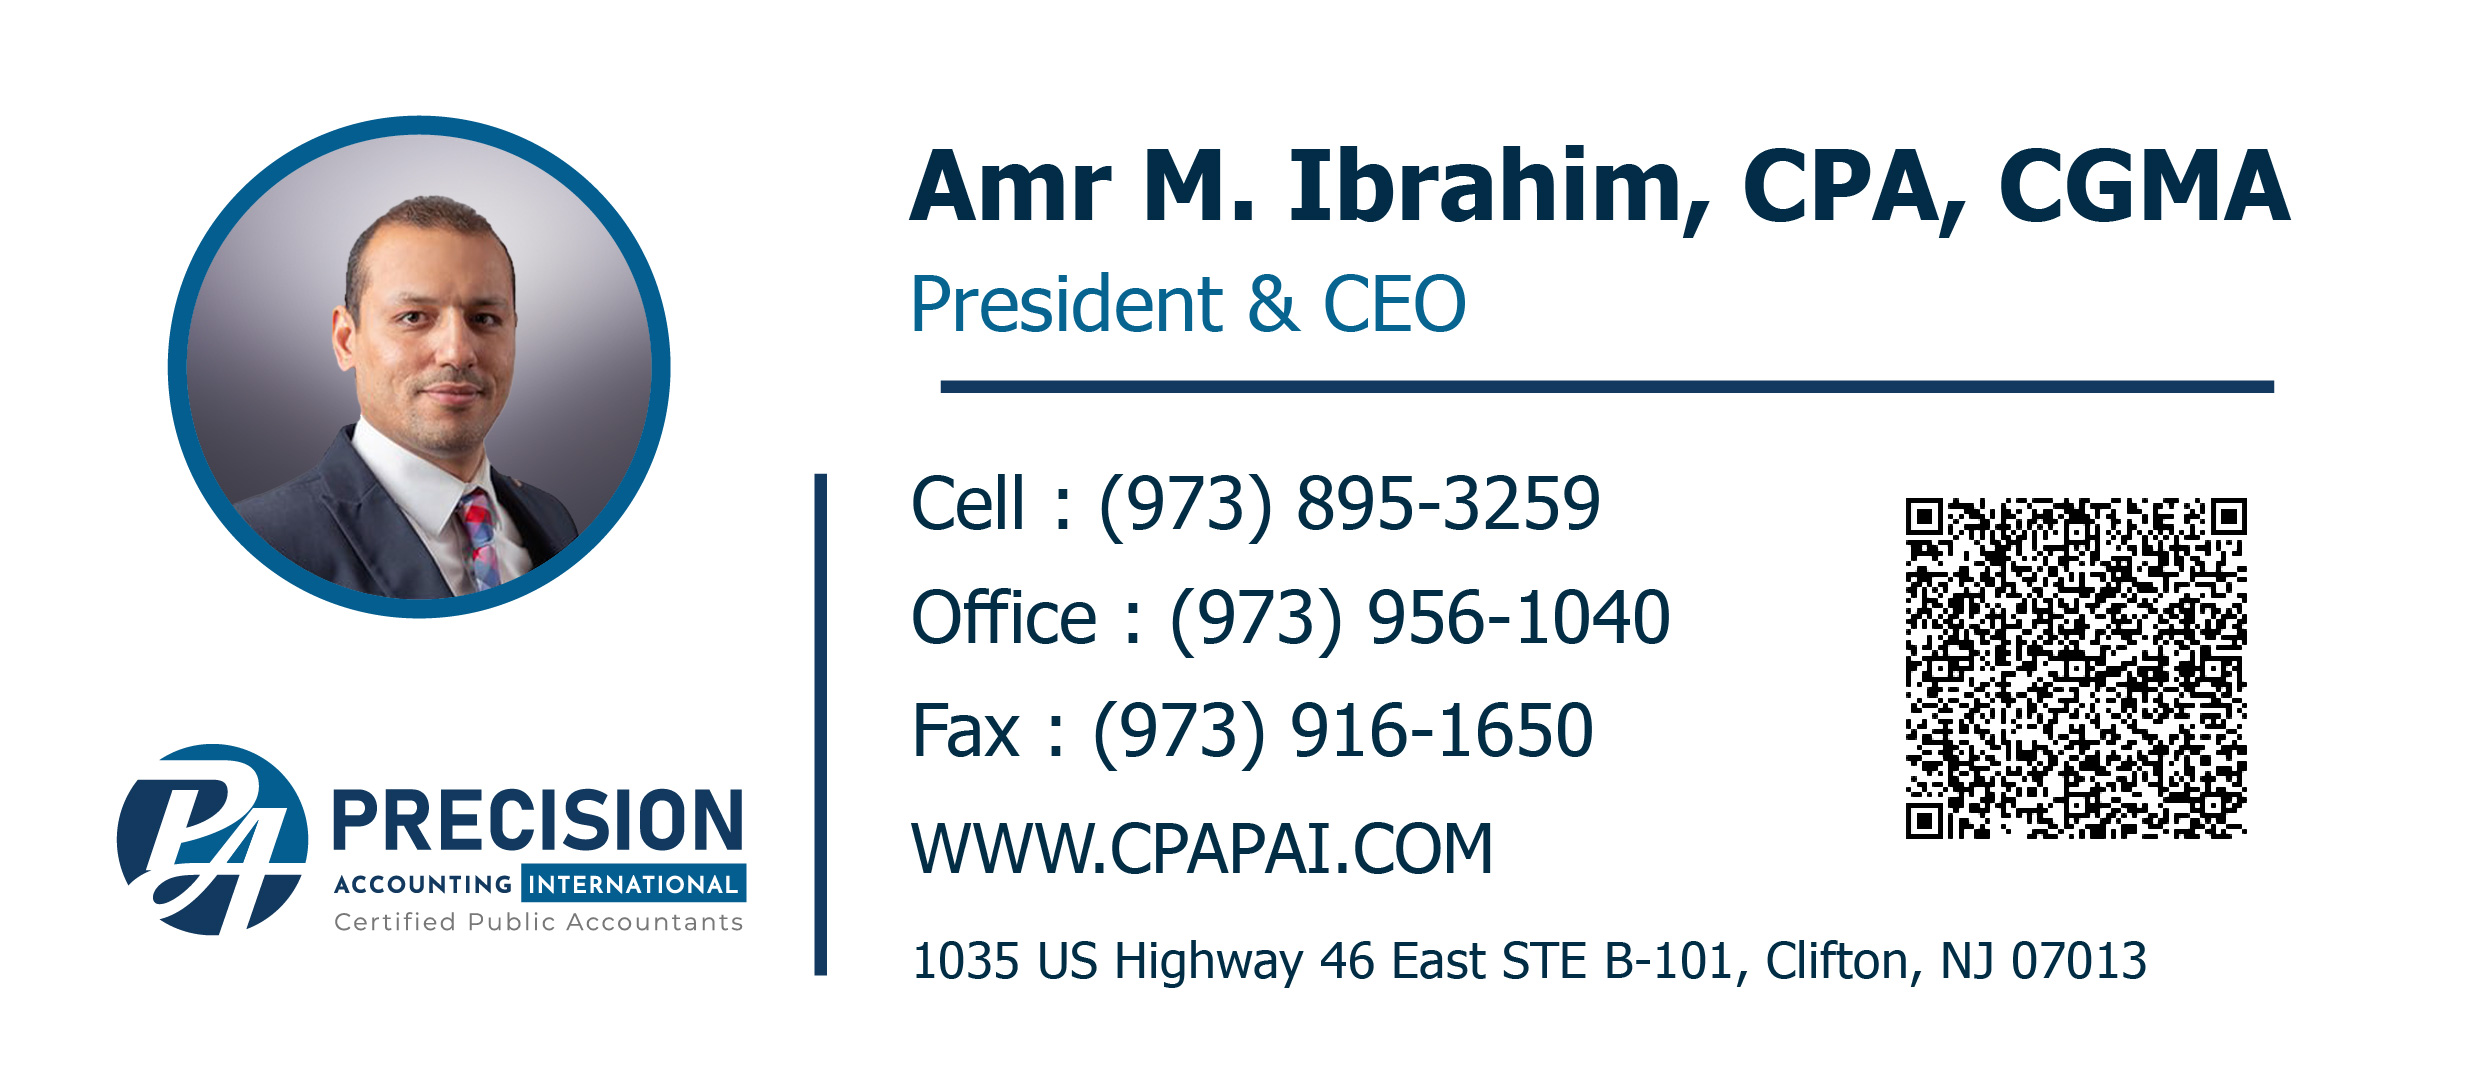 Amr M. Ibrahim, CPA, CGMA
President & CEO
Cell : (973) 895-3259
Office : (973) 956-1040
Fax : (973) 916-1650
WWW.CPAPAI.COM
1035 US Highway 46 East STE B-101, Clifton, NJ 07013
PA
PRECISION
ACCOUNTING INTERNATIONAL
Certified Public Accountants